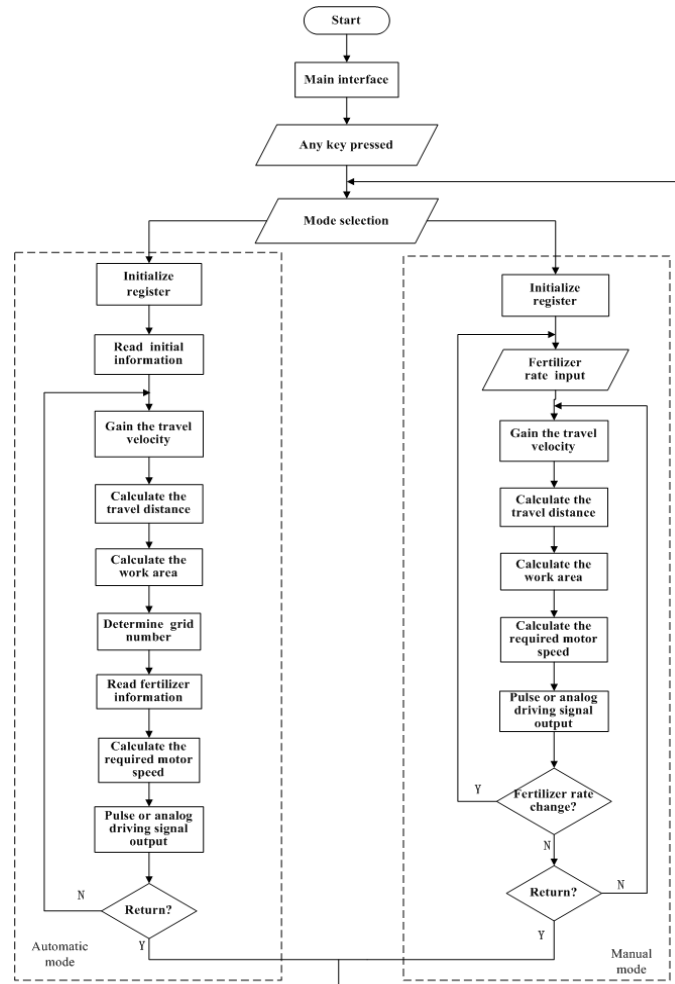 Start
Main interface
Any key pressed
Mode selection
Initialize
register
Read initial
information
Gain the travel
velocity
Calculate the
travel distance
Calculate the
work area
Determine grid
number
Read fertilizer
information
Calculate the
required motor
speed
Pulse or analog
driving signal
output
N
Return?
Y
Automatic
mode
Initialize
register
Fertilizer
rate input
Gain the travel
velocity
Calculate the
travel distance
Calculate the
work area
Calculate the
required motor
speed
Pulse or analog
driving signal
output
Y
Fertilizer rate
change?
N
Return?
N
Y
Manual
mode